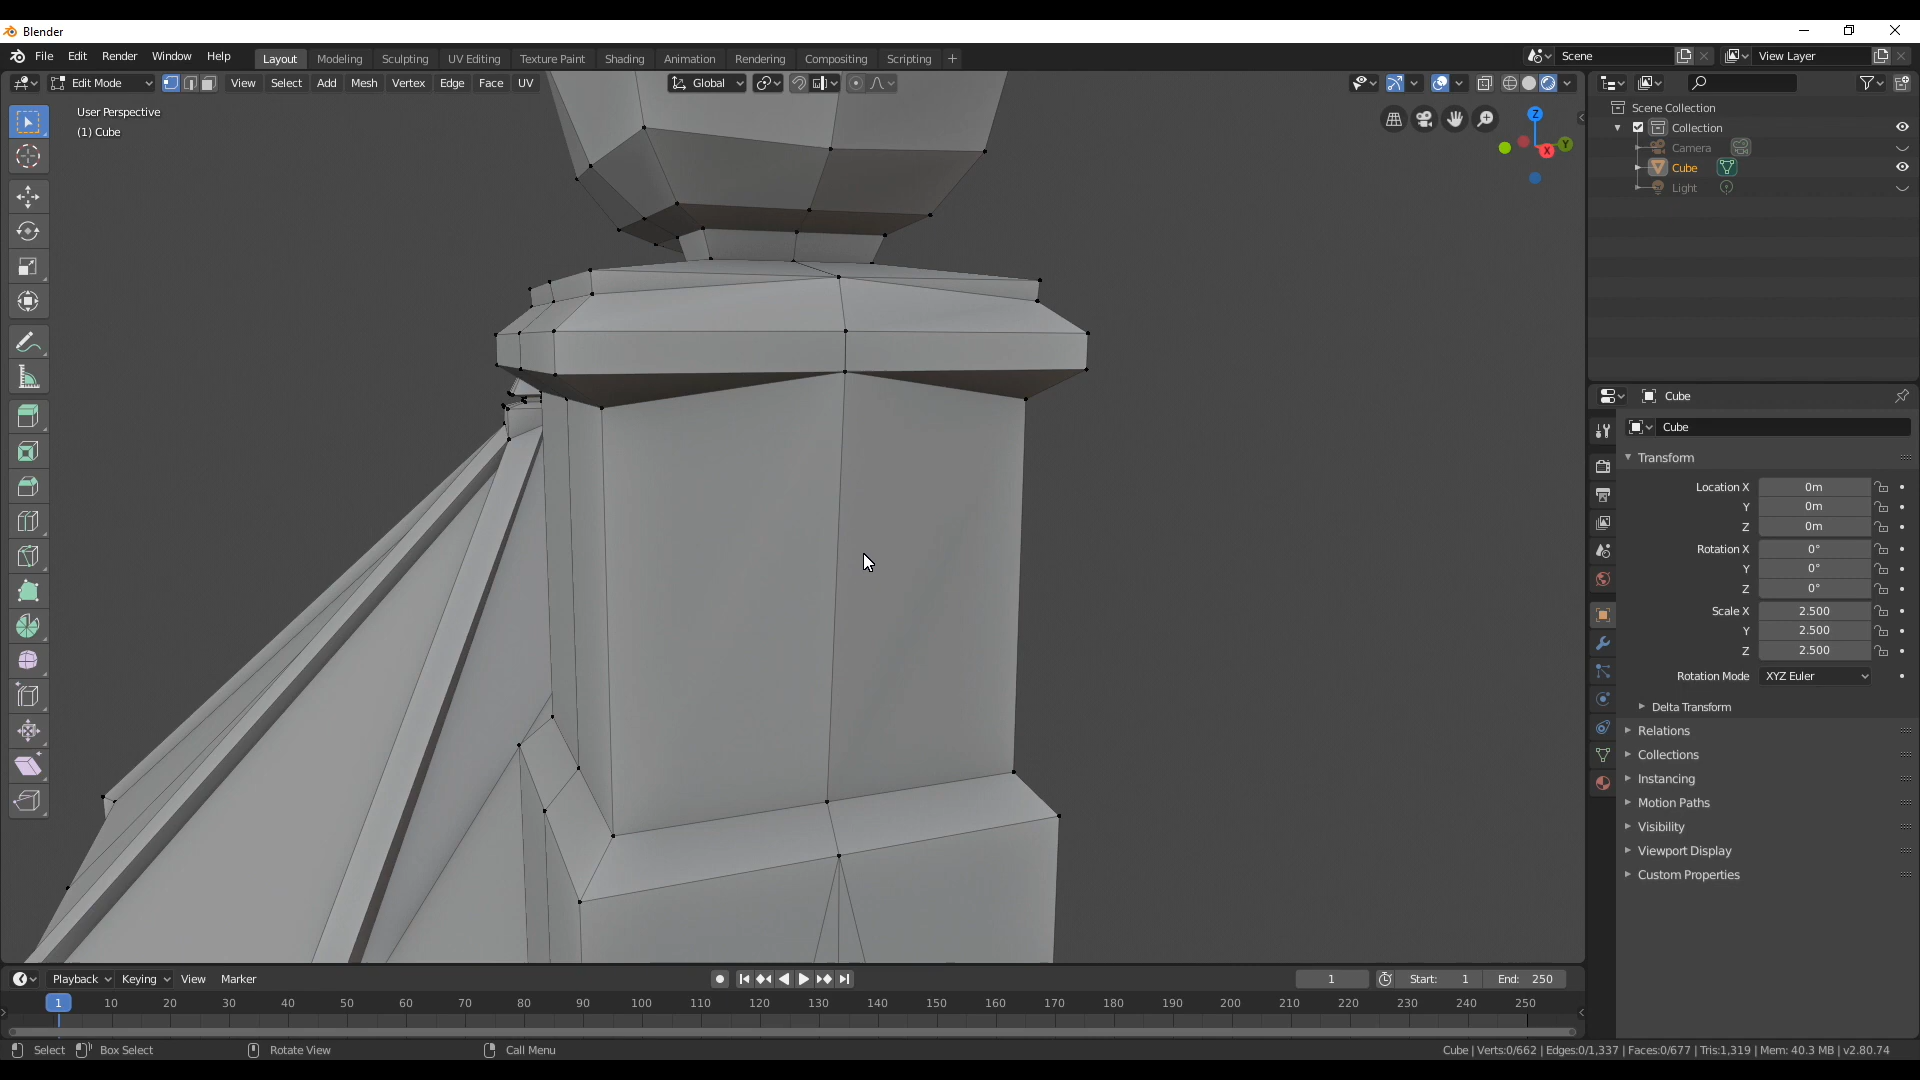 Blender
File Edit Render Window Help Layout Modeling Sculpting UV Editing Texture Paint Shading Animation Rendering Compositing Scripting + Scene View Layer
Edit Mode View Select Add Mesh Vertex Edge Face UV Global
User Perspective
(1) Cube
Z
X
Y
Scene Collection
Collection
Camera
Cube
Light
Cube
Cube
Transform
Location X 0m
Y 0m
Z 0m
Rotation X 0°
Y 0°
Z 0°
Scale X 2.500
Y 2.500
Z 2.500
Rotation Mode XYZ Euler
Delta Transform
Relations
Collections
Instancing
Motion Paths
Visibility
Viewport Display
Custom Properties
Playback Keying View Marker 1 Start: 1 End: 250
1 10 20 30 40 50 60 70 80 90 100 110 120 130 140 150 160 170 180 190 200 210 220 230 240 250
Select Box Select Rotate View Call Menu Cube | Verts:0/662 | Edges:0/1,337 | Faces:0/677 | Tris:1,319 | Mem: 40.3 MB | v2.80.74